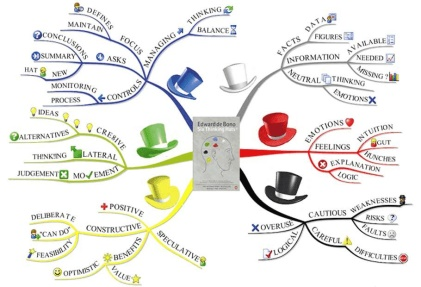 Edward de Bono
Six Thinking Hats
DEFINES
MAINTAIN
FOCUS
THINKING
BALANCE
MANAGING
CONCLUSIONS
SUMMARY
ASKS
HAT
NEW
MONITORING
PROCESS
CONTROLS
FACTS
DATA
FIGURES
INFORMATION
AVAILABLE
NEEDED
MISSING ?
NEUTRAL
THINKING
EMOTIONS
IDEAS
ALTERNATIVES
CRE8IVE
THINKING
LATERAL
JUDGEMENT
MO
EMENT
EMOTIONS
FEELINGS
INTUITION
GUT
HUNCHES
EXPLANATION
LOGIC
POSITIVE
DELIBERATE
"CAN DO"
FEASIBILITY
CONSTRUCTIVE
OPTIMISTIC
BENEFITS
VALUE
SPECULATIVE
CAUTIOUS
WEAKNESSES
RISKS
FAULTS
OVERUSE
LOGICAL
CAREFUL
DIFFICULTIES